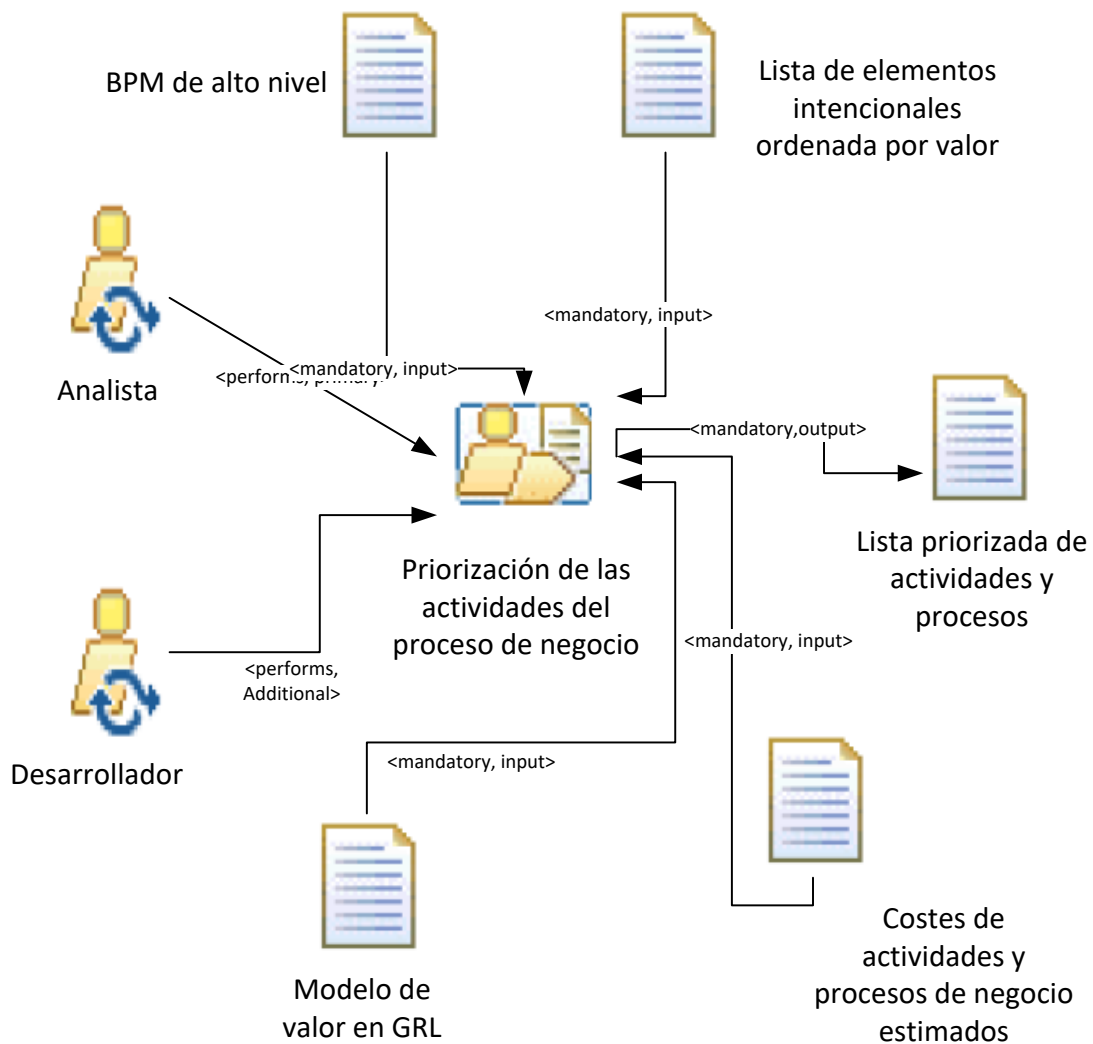 BPM de alto nivel
Lista de elementos
intencionales
ordenada por valor
<mandatory, input>
Analista
<performs, primary
<mandatory, input>
<mandatory,output>
Lista priorizada de
actividades y
procesos
Priorización de las
actividades del
proceso de negocio
<mandatory, input>
<performs,
Additional>
Desarrollador
<mandatory, input>
Modelo de
valor en GRL
Costes de
actividades y
procesos de negocio
estimados